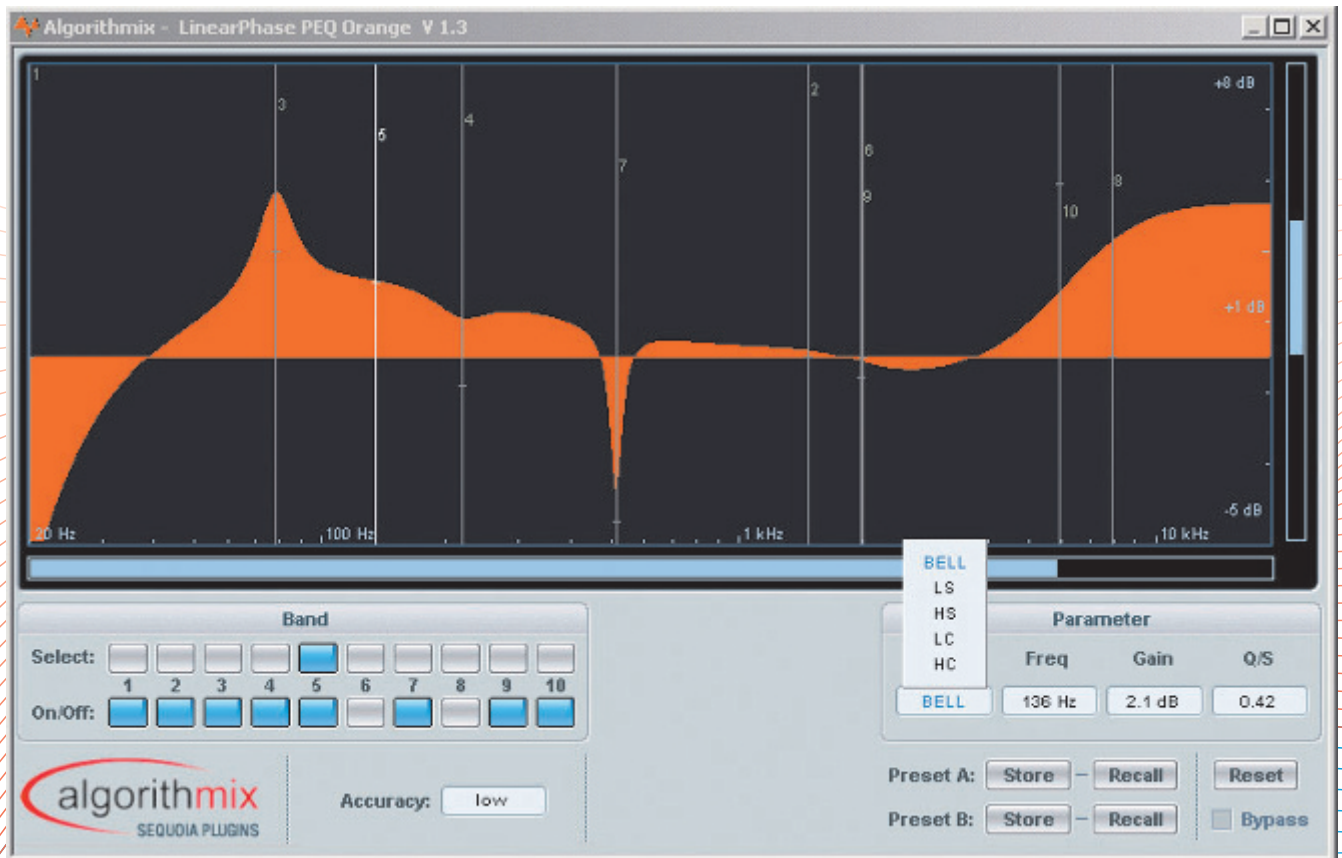 Algorithmix - LinearPhase PEQ Orange V 1.3
1
+8 dB
2
3
4
5
6
7
8
9
10
+1 dB
-5 dB
20 Hz
100 Hz
1 kHz
10 kHz
BELL
LS
HS
LC
HC
Band
Parameter
Select:
1 2 3 4 5 6 7 8 9 10
On/Off:
Freq Gain Q/S
BELL 136 Hz 2.1 dB 0.42
algorithmix
SEQUOIA PLUGINS
Accuracy: low
Preset A: Store - Recall Reset
Preset B: Store - Recall Bypass